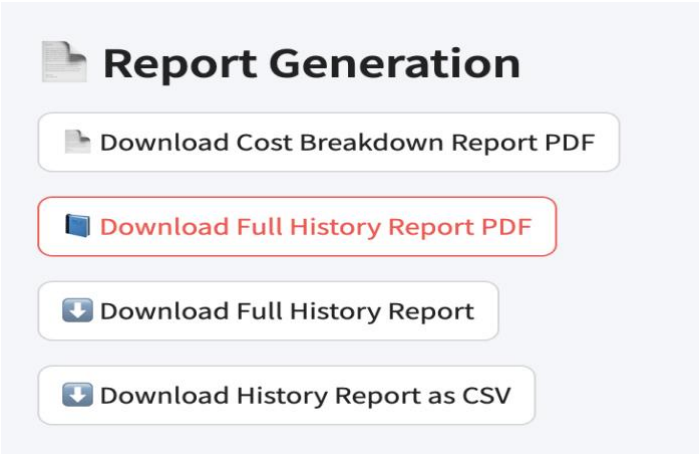 Report Generation
Download Cost Breakdown Report PDF
Download Full History Report PDF
Download Full History Report
Download History Report as CSV